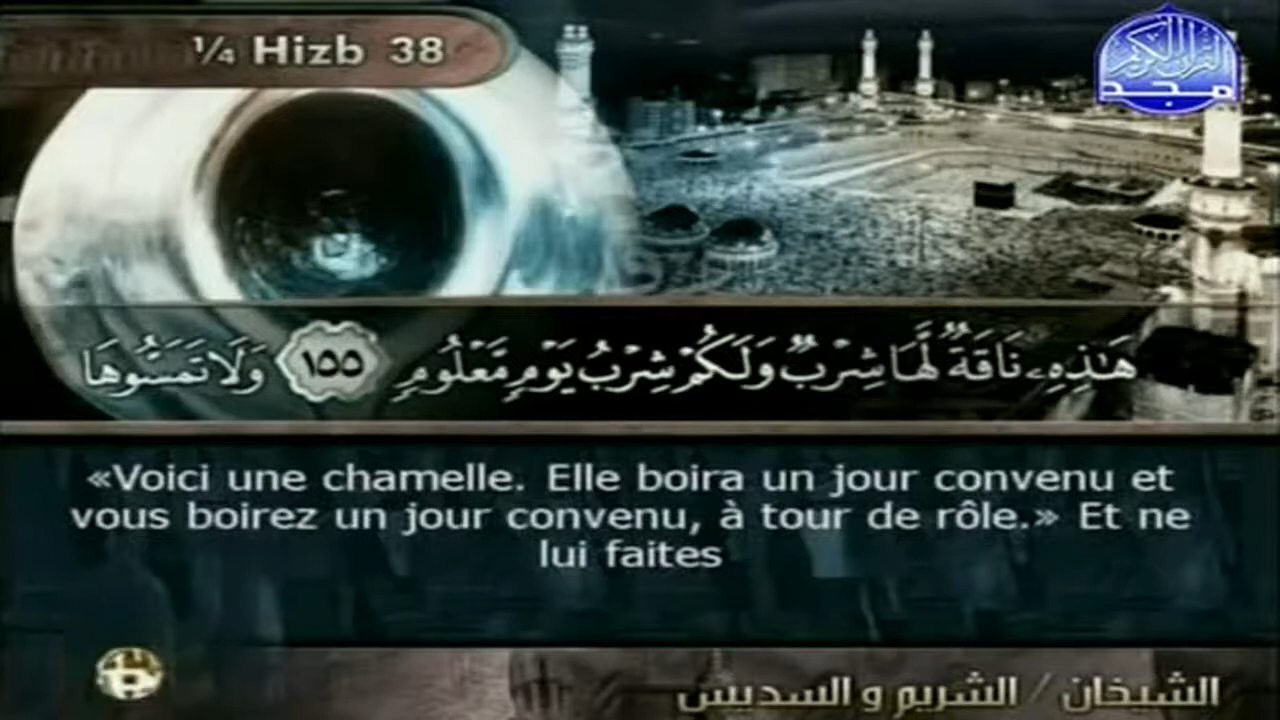 ¼ Hizb 38
القرآن الكريم
مجد
هَٰذِهِۦ نَاقَةٌ لَّهَا شِرْبٌ وَلَكُمْ شِرْبُ يَوْمٍ مَّعْلُومٍ ١٥٥ وَلَا تَمَسُّوهَا
«Voici une chamelle. Elle boira un jour convenu et
vous boirez un jour convenu, à tour de rôle.» Et ne
lui faites
الشيخان / الشريم و السديس